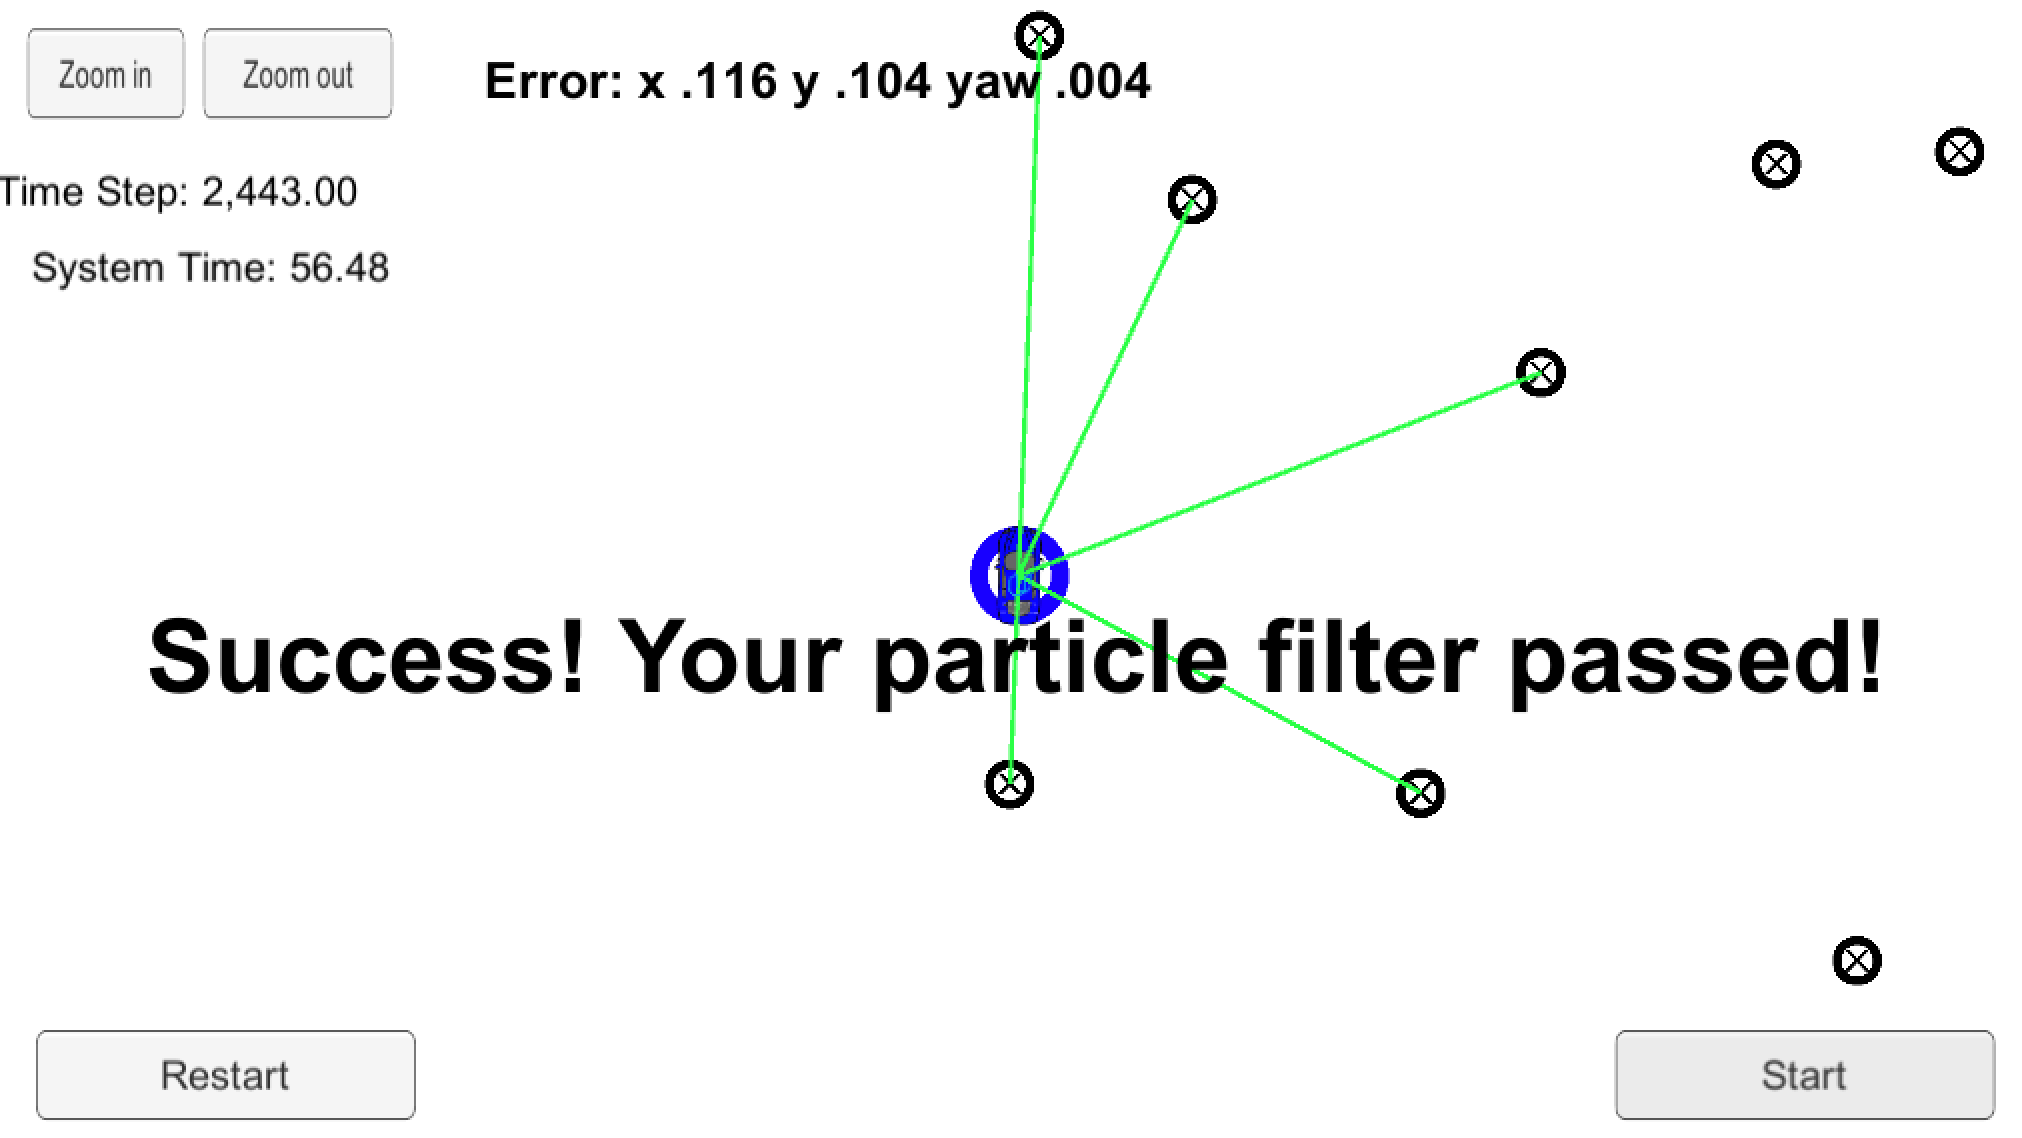 Zoom in
Zoom out
Error: x .116 y .104 yaw .004
Time Step: 2,443.00
System Time: 56.48
Success! Your particle filter passed!
Restart
Start